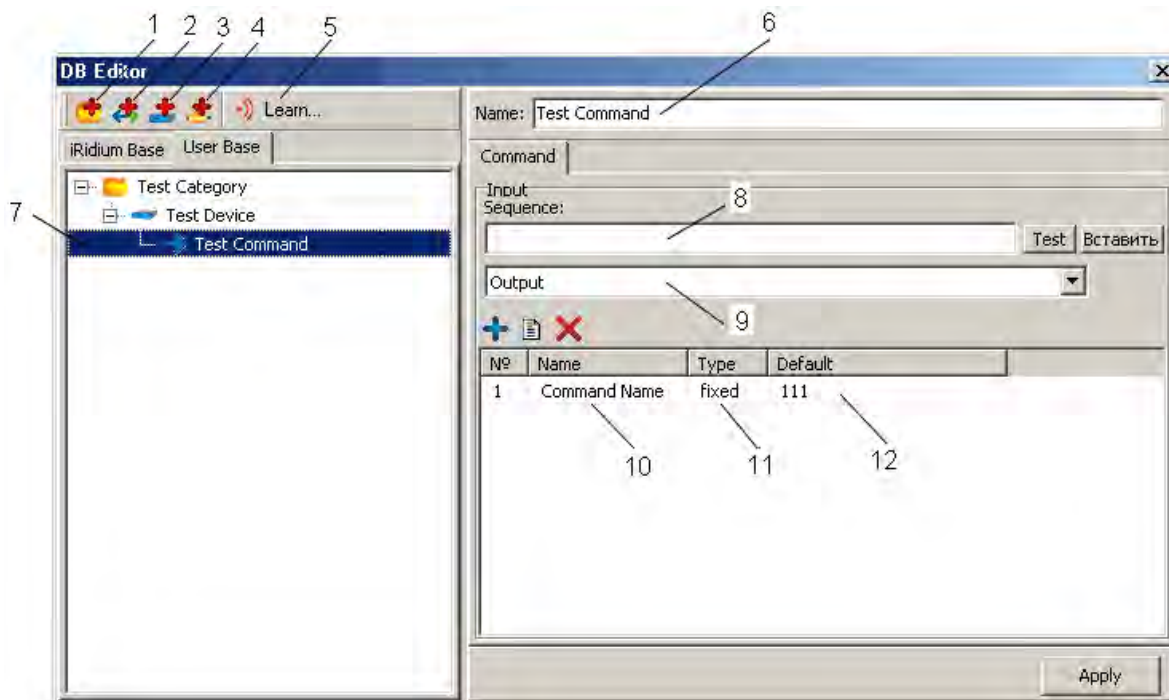 1 2 3 4 5 6
DB Editor
Learn...
Name: Test Command
iRidium Base User Base
Command
Test Category
Input
Sequence:
8
Test Device
7
Test Command
Test Вставить
Output
9
Nº Name Type Default
1 Command Name fixed 111
10 11 12
Apply